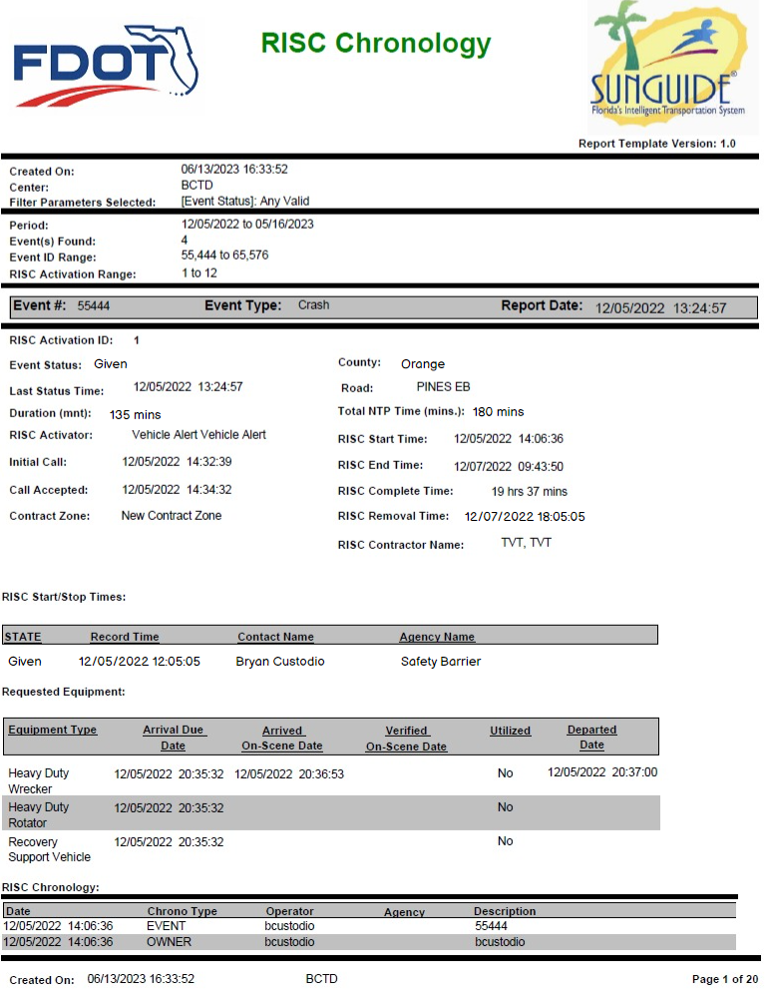 FDOT
RISC Chronology
SUNGUIDE®
Florida's Intelligent Transportation System
Report Template Version: 1.0
Created On: 06/13/2023 16:33:52
Center: BCTD
Filter Parameters Selected: [Event Status]: Any Valid
Period: 12/05/2022 to 05/16/2023
Event(s) Found: 4
Event ID Range: 55,444 to 65,576
RISC Activation Range: 1 to 12
Event #: 55444 Event Type: Crash Report Date: 12/05/2022 13:24:57
RISC Activation ID: 1
Event Status: Given County: Orange
Last Status Time: 12/05/2022 13:24:57 Road: PINES EB
Duration (mnt): 135 mins Total NTP Time (mins.): 180 mins
RISC Activator: Vehicle Alert Vehicle Alert RISC Start Time: 12/05/2022 14:06:36
Initial Call: 12/05/2022 14:32:39 RISC End Time: 12/07/2022 09:43:50
Call Accepted: 12/05/2022 14:34:32 RISC Complete Time: 19 hrs 37 mins
Contract Zone: New Contract Zone RISC Removal Time: 12/07/2022 18:05:05
RISC Contractor Name: TVT, TVT
RISC Start/Stop Times:
STATE Record Time Contact Name Agency Name
Given 12/05/2022 12:05:05 Bryan Custodio Safety Barrier
Requested Equipment:
Equipment Type Arrival Due Arrived Verified Utilized Departed
Date On-Scene Date On-Scene Date Date
Heavy Duty 12/05/2022 20:35:32 12/05/2022 20:36:53 No 12/05/2022 20:37:00
Wrecker
Heavy Duty 12/05/2022 20:35:32 No
Rotator
Recovery 12/05/2022 20:35:32 No
Support Vehicle
RISC Chronology:
Date Chrono Type Operator Agency Description
12/05/2022 14:06:36 EVENT bcustodio 55444
12/05/2022 14:06:36 OWNER bcustodio bcustodio
Created On: 06/13/2023 16:33:52 BCTD Page 1 of 20